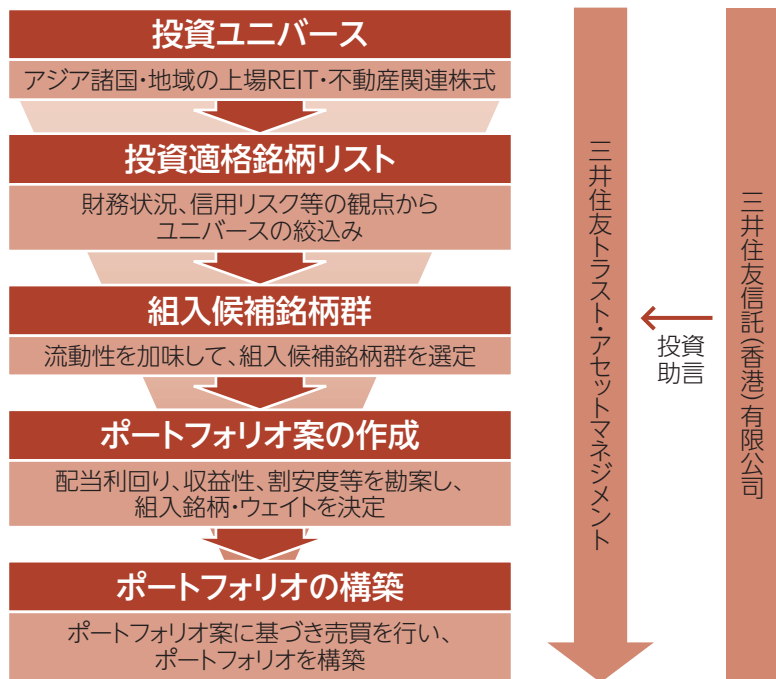 投資ユニバース
アジア諸国・地域の上場REIT・不動産関連株式
投資適格銘柄リスト
財務状況、信用リスク等の観点から
ユニバースの絞込み
組入候補銘柄群
流動性を加味して、組入候補銘柄群を選定
ポートフォリオ案の作成
配当利回り、収益性、割安度等を勘案し、
組入銘柄・ウェイトを決定
ポートフォリオの構築
ポートフォリオ案に基づき売買を行い、
ポートフォリオを構築
三井住友トラスト・アセットマネジメント
投資
助言
三井住友信託(香港)有限公司